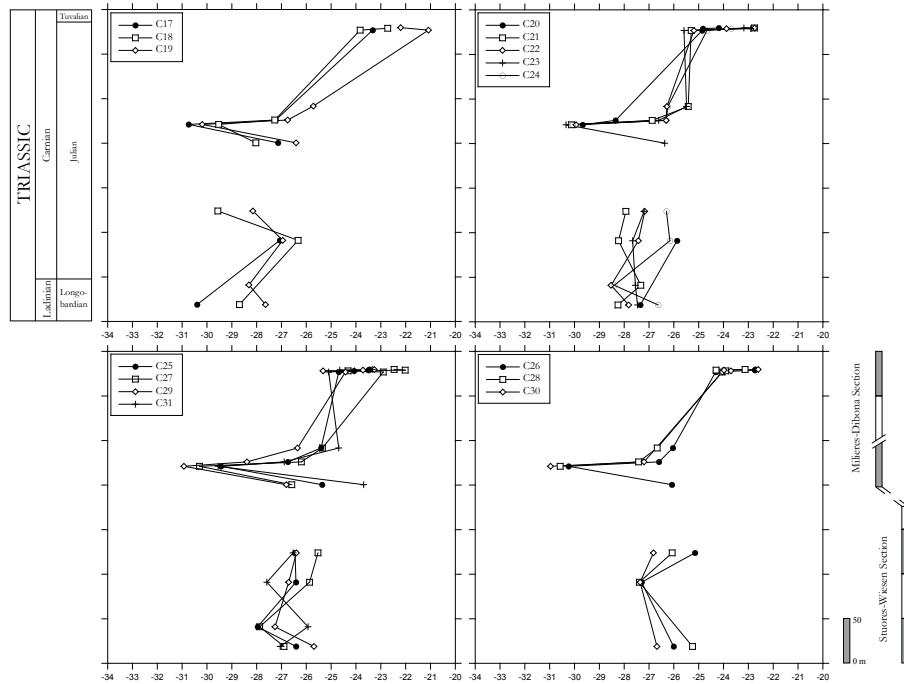 TRIASSIC
Ladinian
Carnian
Longo-
bardian
Julian
Tuvalian
C17
C18
C19
-34 -33 -32 -31 -30 -29 -28 -27 -26 -25 -24 -23 -22 -21 -20
C20
C21
C22
C23
C24
-34 -33 -32 -31 -30 -29 -28 -27 -26 -25 -24 -23 -22 -21 -20
C25
C27
C29
C31
-34 -33 -32 -31 -30 -29 -28 -27 -26 -25 -24 -23 -22 -21 -20
C26
C28
C30
-34 -33 -32 -31 -30 -29 -28 -27 -26 -25 -24 -23 -22 -21 -20
Milieres-Dibona Section
Stuores-Wiesen Section
50
0 m